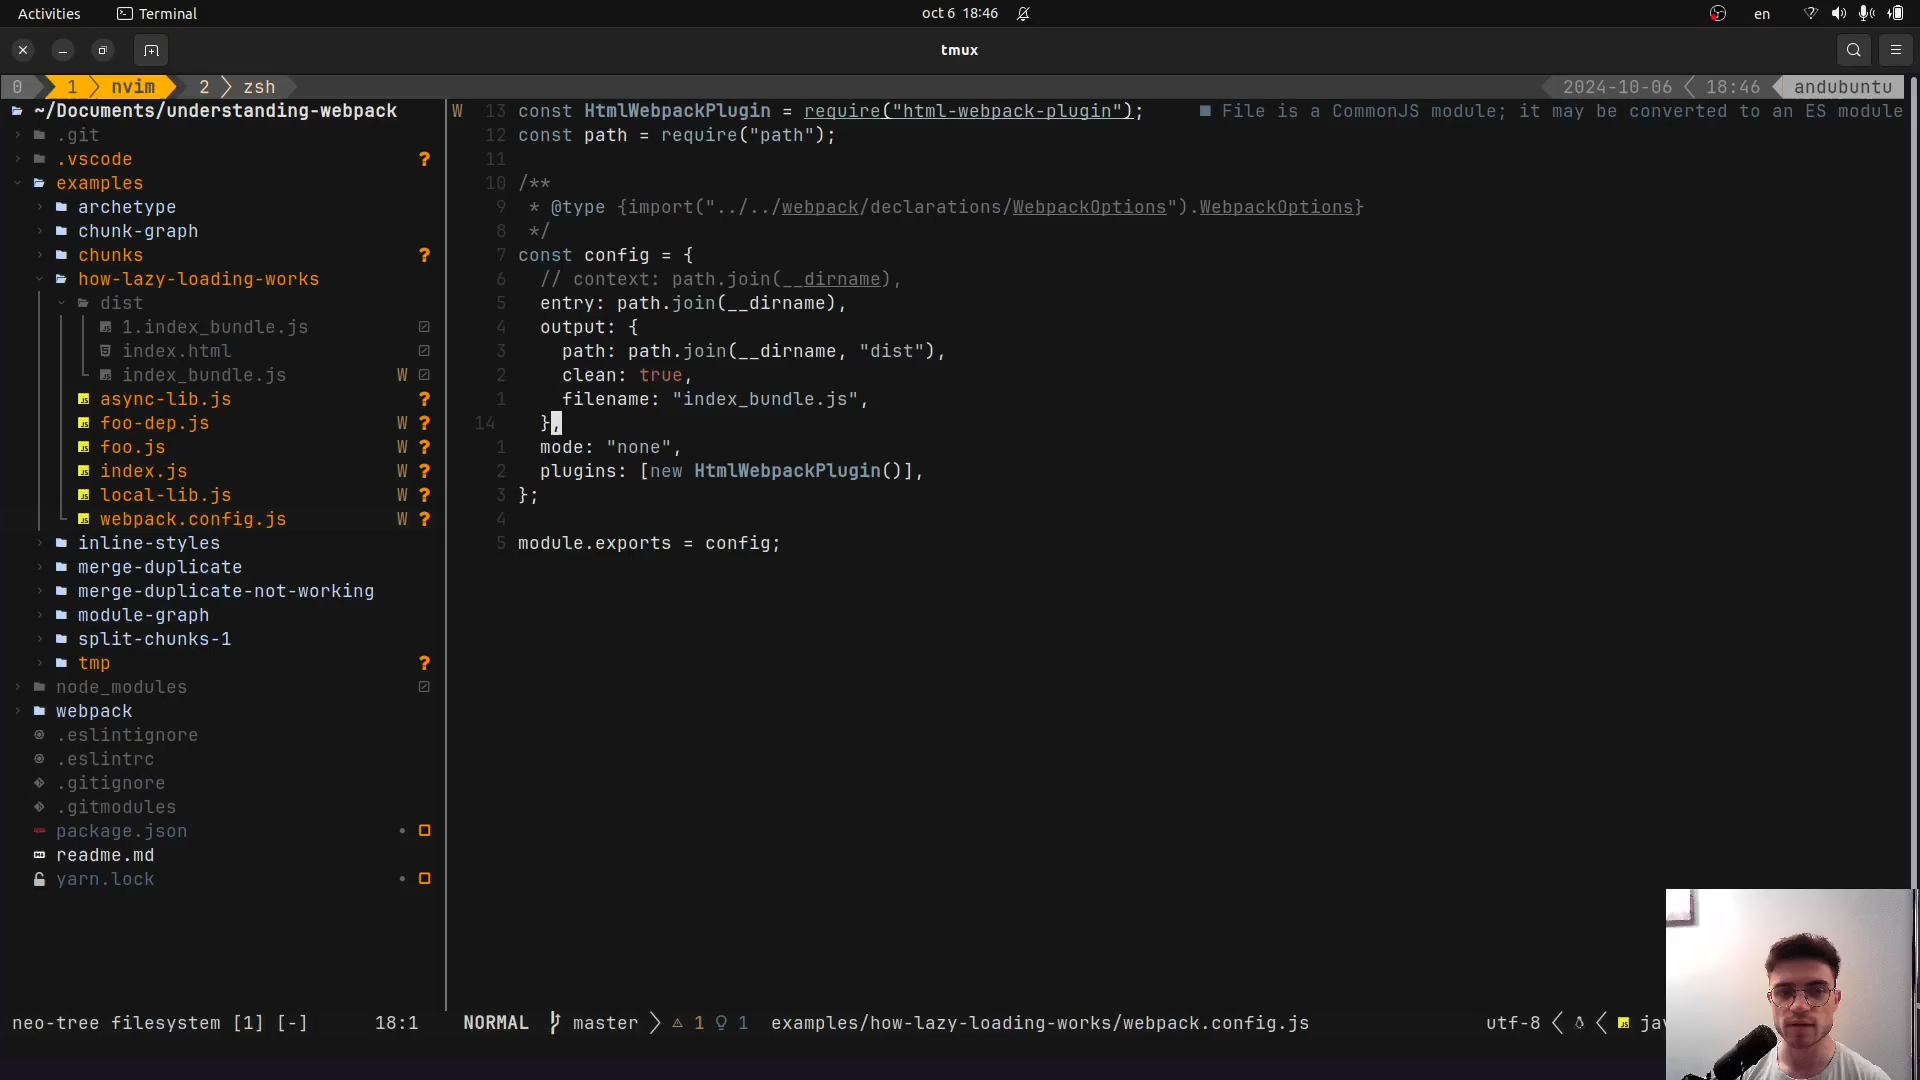 Activities Terminal oct 6 18:46 en
tmux
0 1 nvim 2 zsh 2024-10-06 18:46 andubuntu
~/Documents/understanding-webpack
.git
.vscode ?
examples
archetype
chunk-graph
chunks ?
how-lazy-loading-works
dist
1.index_bundle.js
index.html
index_bundle.js W
async-lib.js ?
foo-dep.js W ?
foo.js W ?
index.js W ?
local-lib.js W ?
webpack.config.js W ?
inline-styles
merge-duplicate
merge-duplicate-not-working
module-graph
split-chunks-1
tmp ?
node_modules
webpack
.eslintignore
.eslintrc
.gitignore
.gitmodules
package.json
readme.md
yarn.lock
W 13 const HtmlWebpackPlugin = require("html-webpack-plugin"); ■ File is a CommonJS module; it may be converted to an ES module
12 const path = require("path");
11
10 /**
9 * @type {import("../../webpack/declarations/WebpackOptions").WebpackOptions}
8 */
7 const config = {
6 // context: path.join(__dirname),
5 entry: path.join(__dirname),
4 output: {
3 path: path.join(__dirname, "dist"),
2 clean: true,
1 filename: "index_bundle.js",
14 },
1 mode: "none",
2 plugins: [new HtmlWebpackPlugin()],
3 };
4
5 module.exports = config;
neo-tree filesystem [1] [-] 18:1 NORMAL master 1 1 examples/how-lazy-loading-works/webpack.config.js utf-8 jav